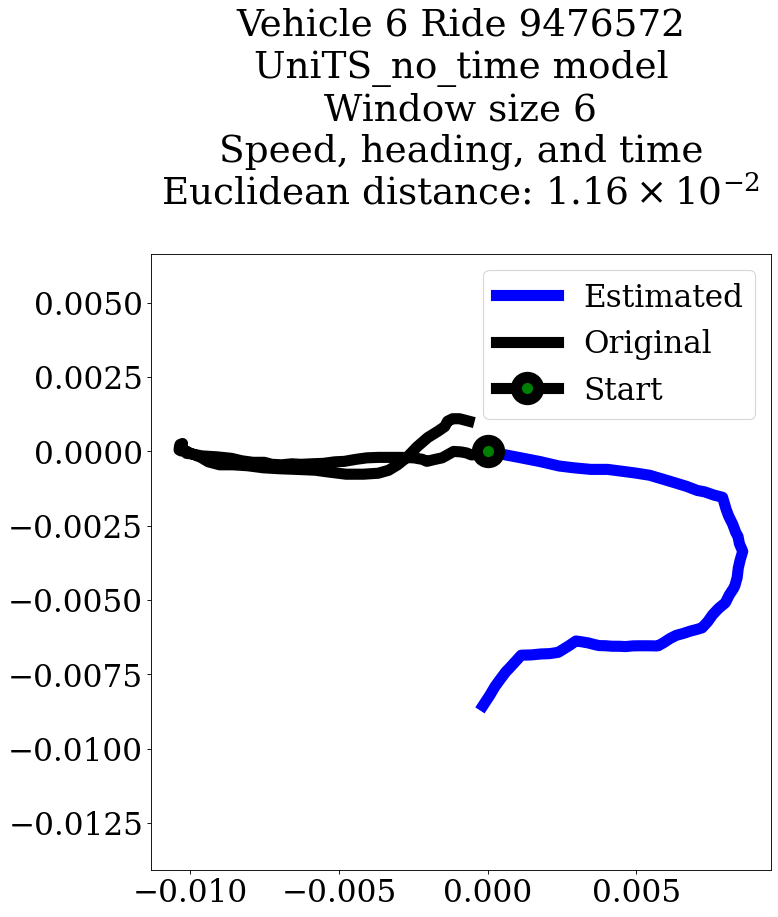 Vehicle 6 Ride 9476572
UniTS_no_time model
Window size 6
Speed, heading, and time
Euclidean distance: 1.16 × 10⁻²
Estimated
Original
Start
0.0050
0.0025
0.0000
−0.0025
−0.0050
−0.0075
−0.0100
−0.0125
−0.010 −0.005 0.000 0.005